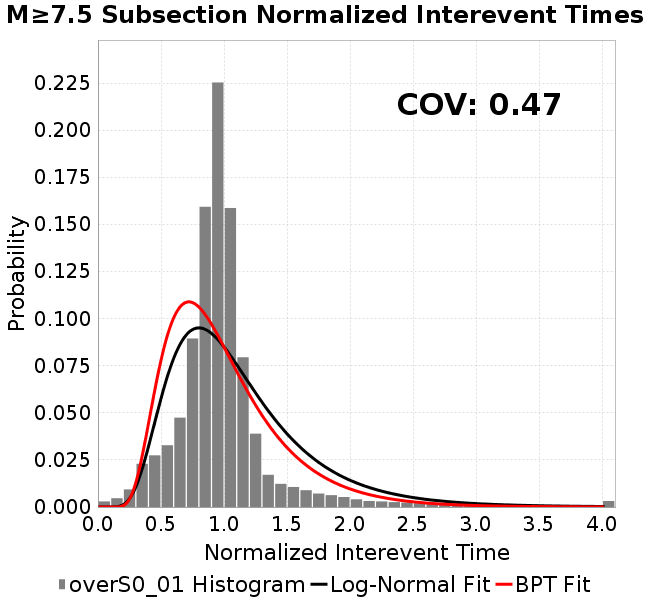 M≥7.5 Subsection Normalized Interevent Times
COV: 0.47
Probability
0.225
0.200
0.175
0.150
0.125
0.100
0.075
0.050
0.025
0.000
0.0 0.5 1.0 1.5 2.0 2.5 3.0 3.5 4.0
Normalized Interevent Time
overS0_01 Histogram Log-Normal Fit BPT Fit